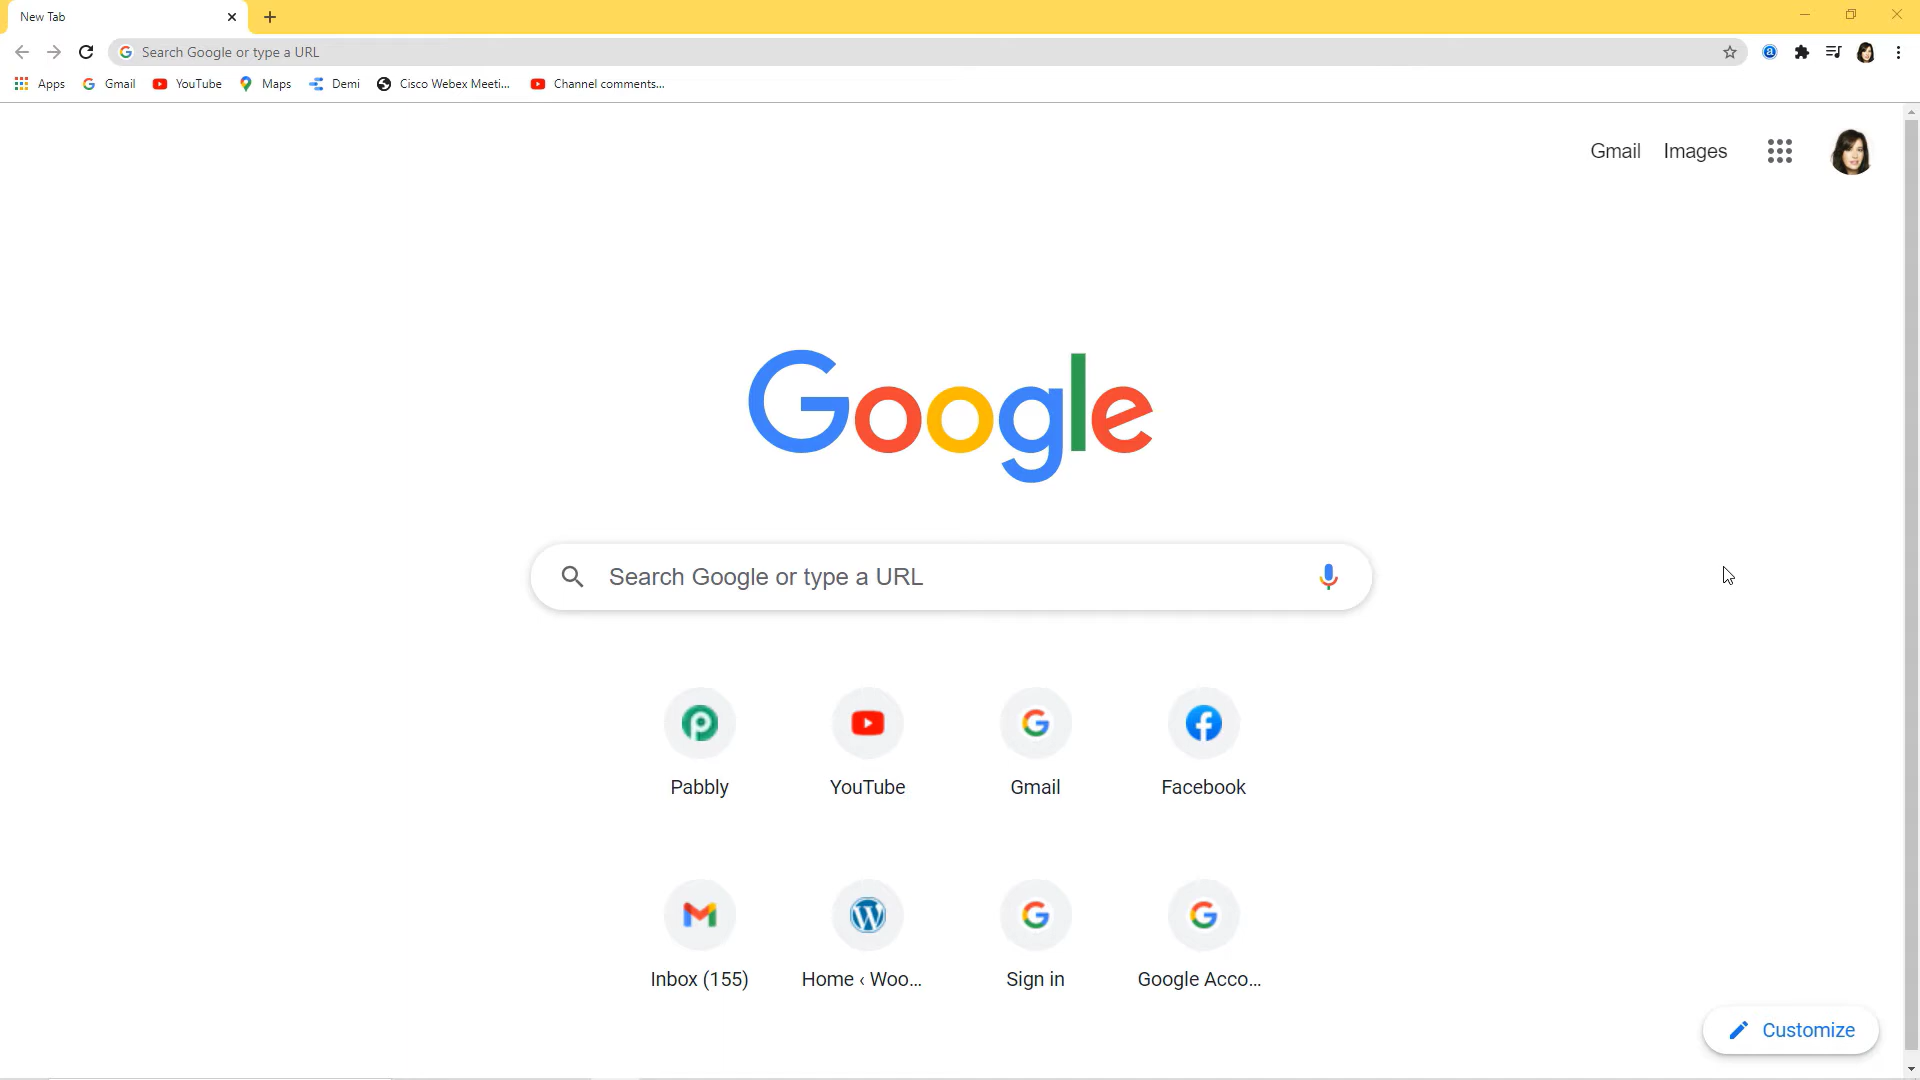 New Tab
Search Google or type a URL
Apps Gmail YouTube Maps Demi Cisco Webex Meeti... Channel comments...
Gmail Images
Google
Search Google or type a URL
Pabbly YouTube Gmail Facebook
Inbox (155) Home ‹ Woo... Sign in Google Acco...
Customize